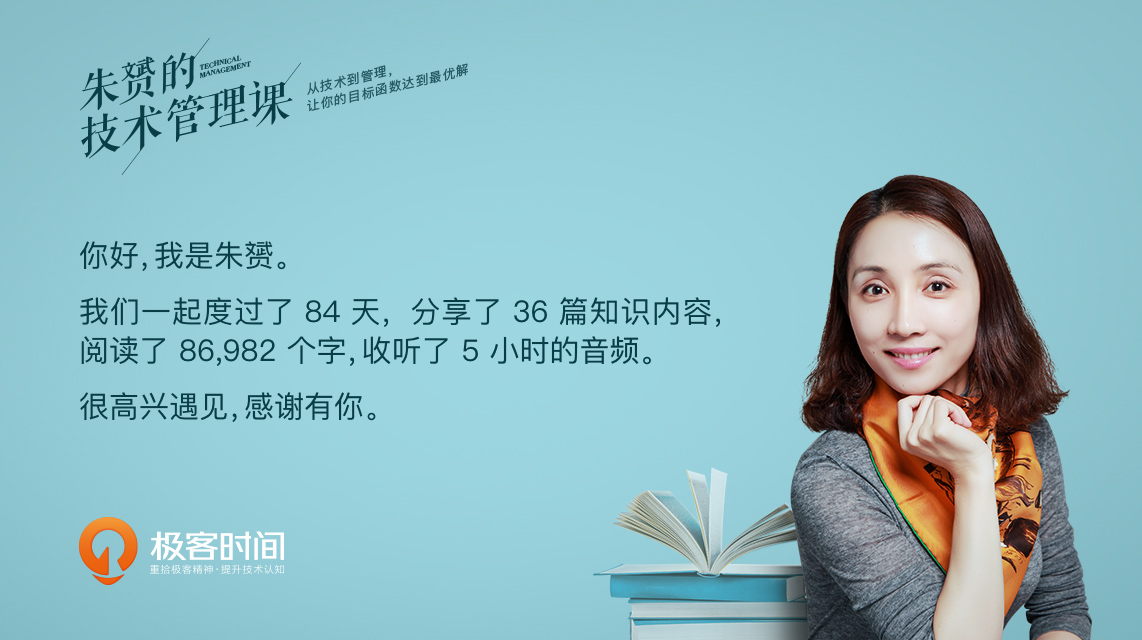 朱赟的
TECHNICAL
MANAGEMENT
技术管理课
从技术到管理，
让你的目标函数达到最优解
你好，我是朱赟。
我们一起度过了 84 天，分享了 36 篇知识内容，
阅读了 86,982 个字，收听了 5 小时的音频。
很高兴遇见，感谢有你。
极客时间
重拾极客精神·提升技术认知